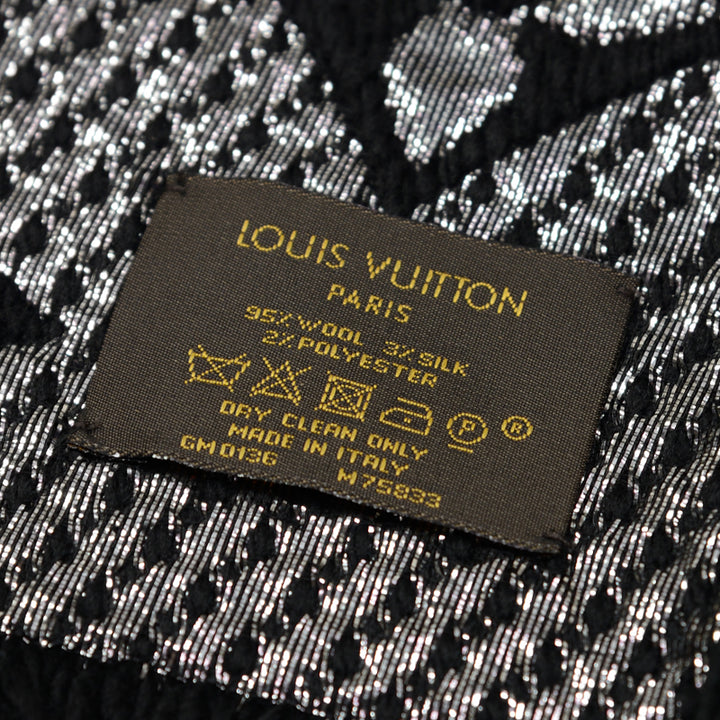 LOUIS VUITTON
PARIS
95%WOOL 3%SILK
2%POLYESTER
P ®
DRY CLEAN ONLY
MADE IN ITALY
GM0136 M75833